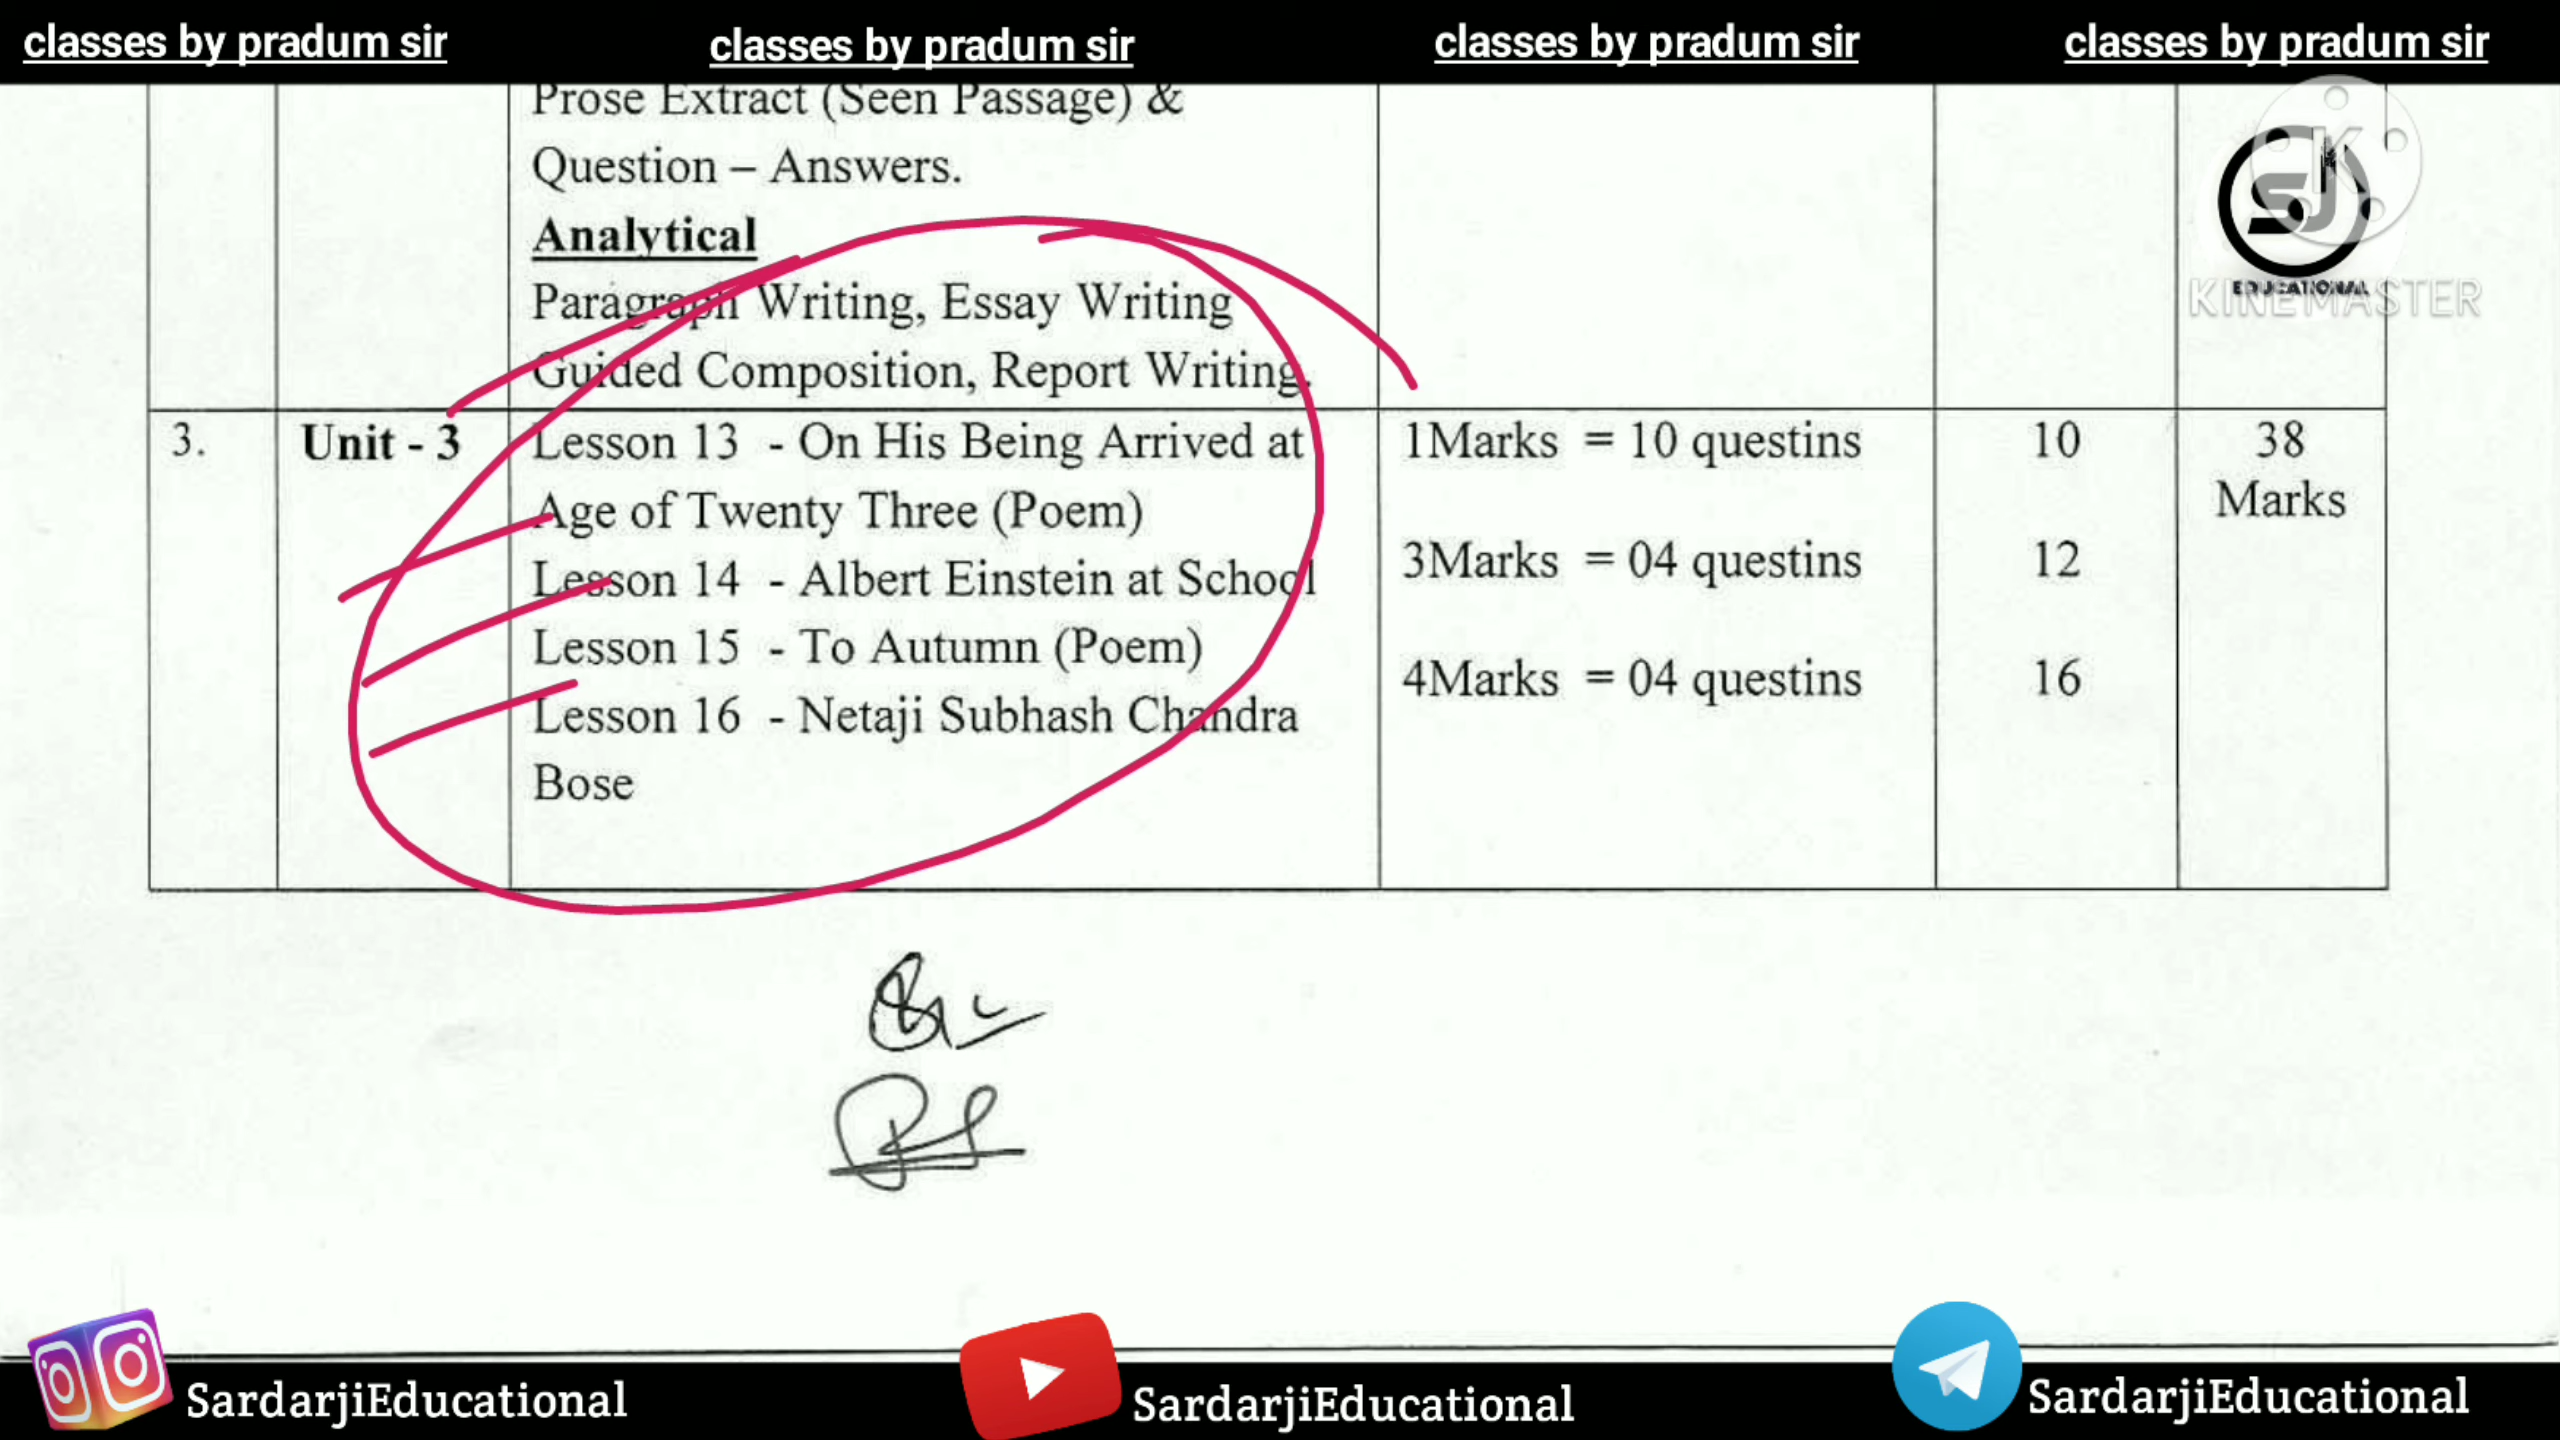 classes by pradum sir classes by pradum sir classes by pradum sir classes by pradum sir
Prose Extract (Seen Passage) &
Question – Answers.
Analytical
Paragraph Writing, Essay Writing
Guided Composition, Report Writing.
3. Unit - 3 Lesson 13 - On His Being Arrived at 1Marks = 10 questins 10 38
Age of Twenty Three (Poem) Marks
Lesson 14 - Albert Einstein at School 3Marks = 04 questins 12
Lesson 15 - To Autumn (Poem) 4Marks = 04 questins 16
Lesson 16 - Netaji Subhash Chandra
Bose
SJ
EDUCATIONAL
K
KINEMASTER
SardarjiEducational SardarjiEducational SardarjiEducational